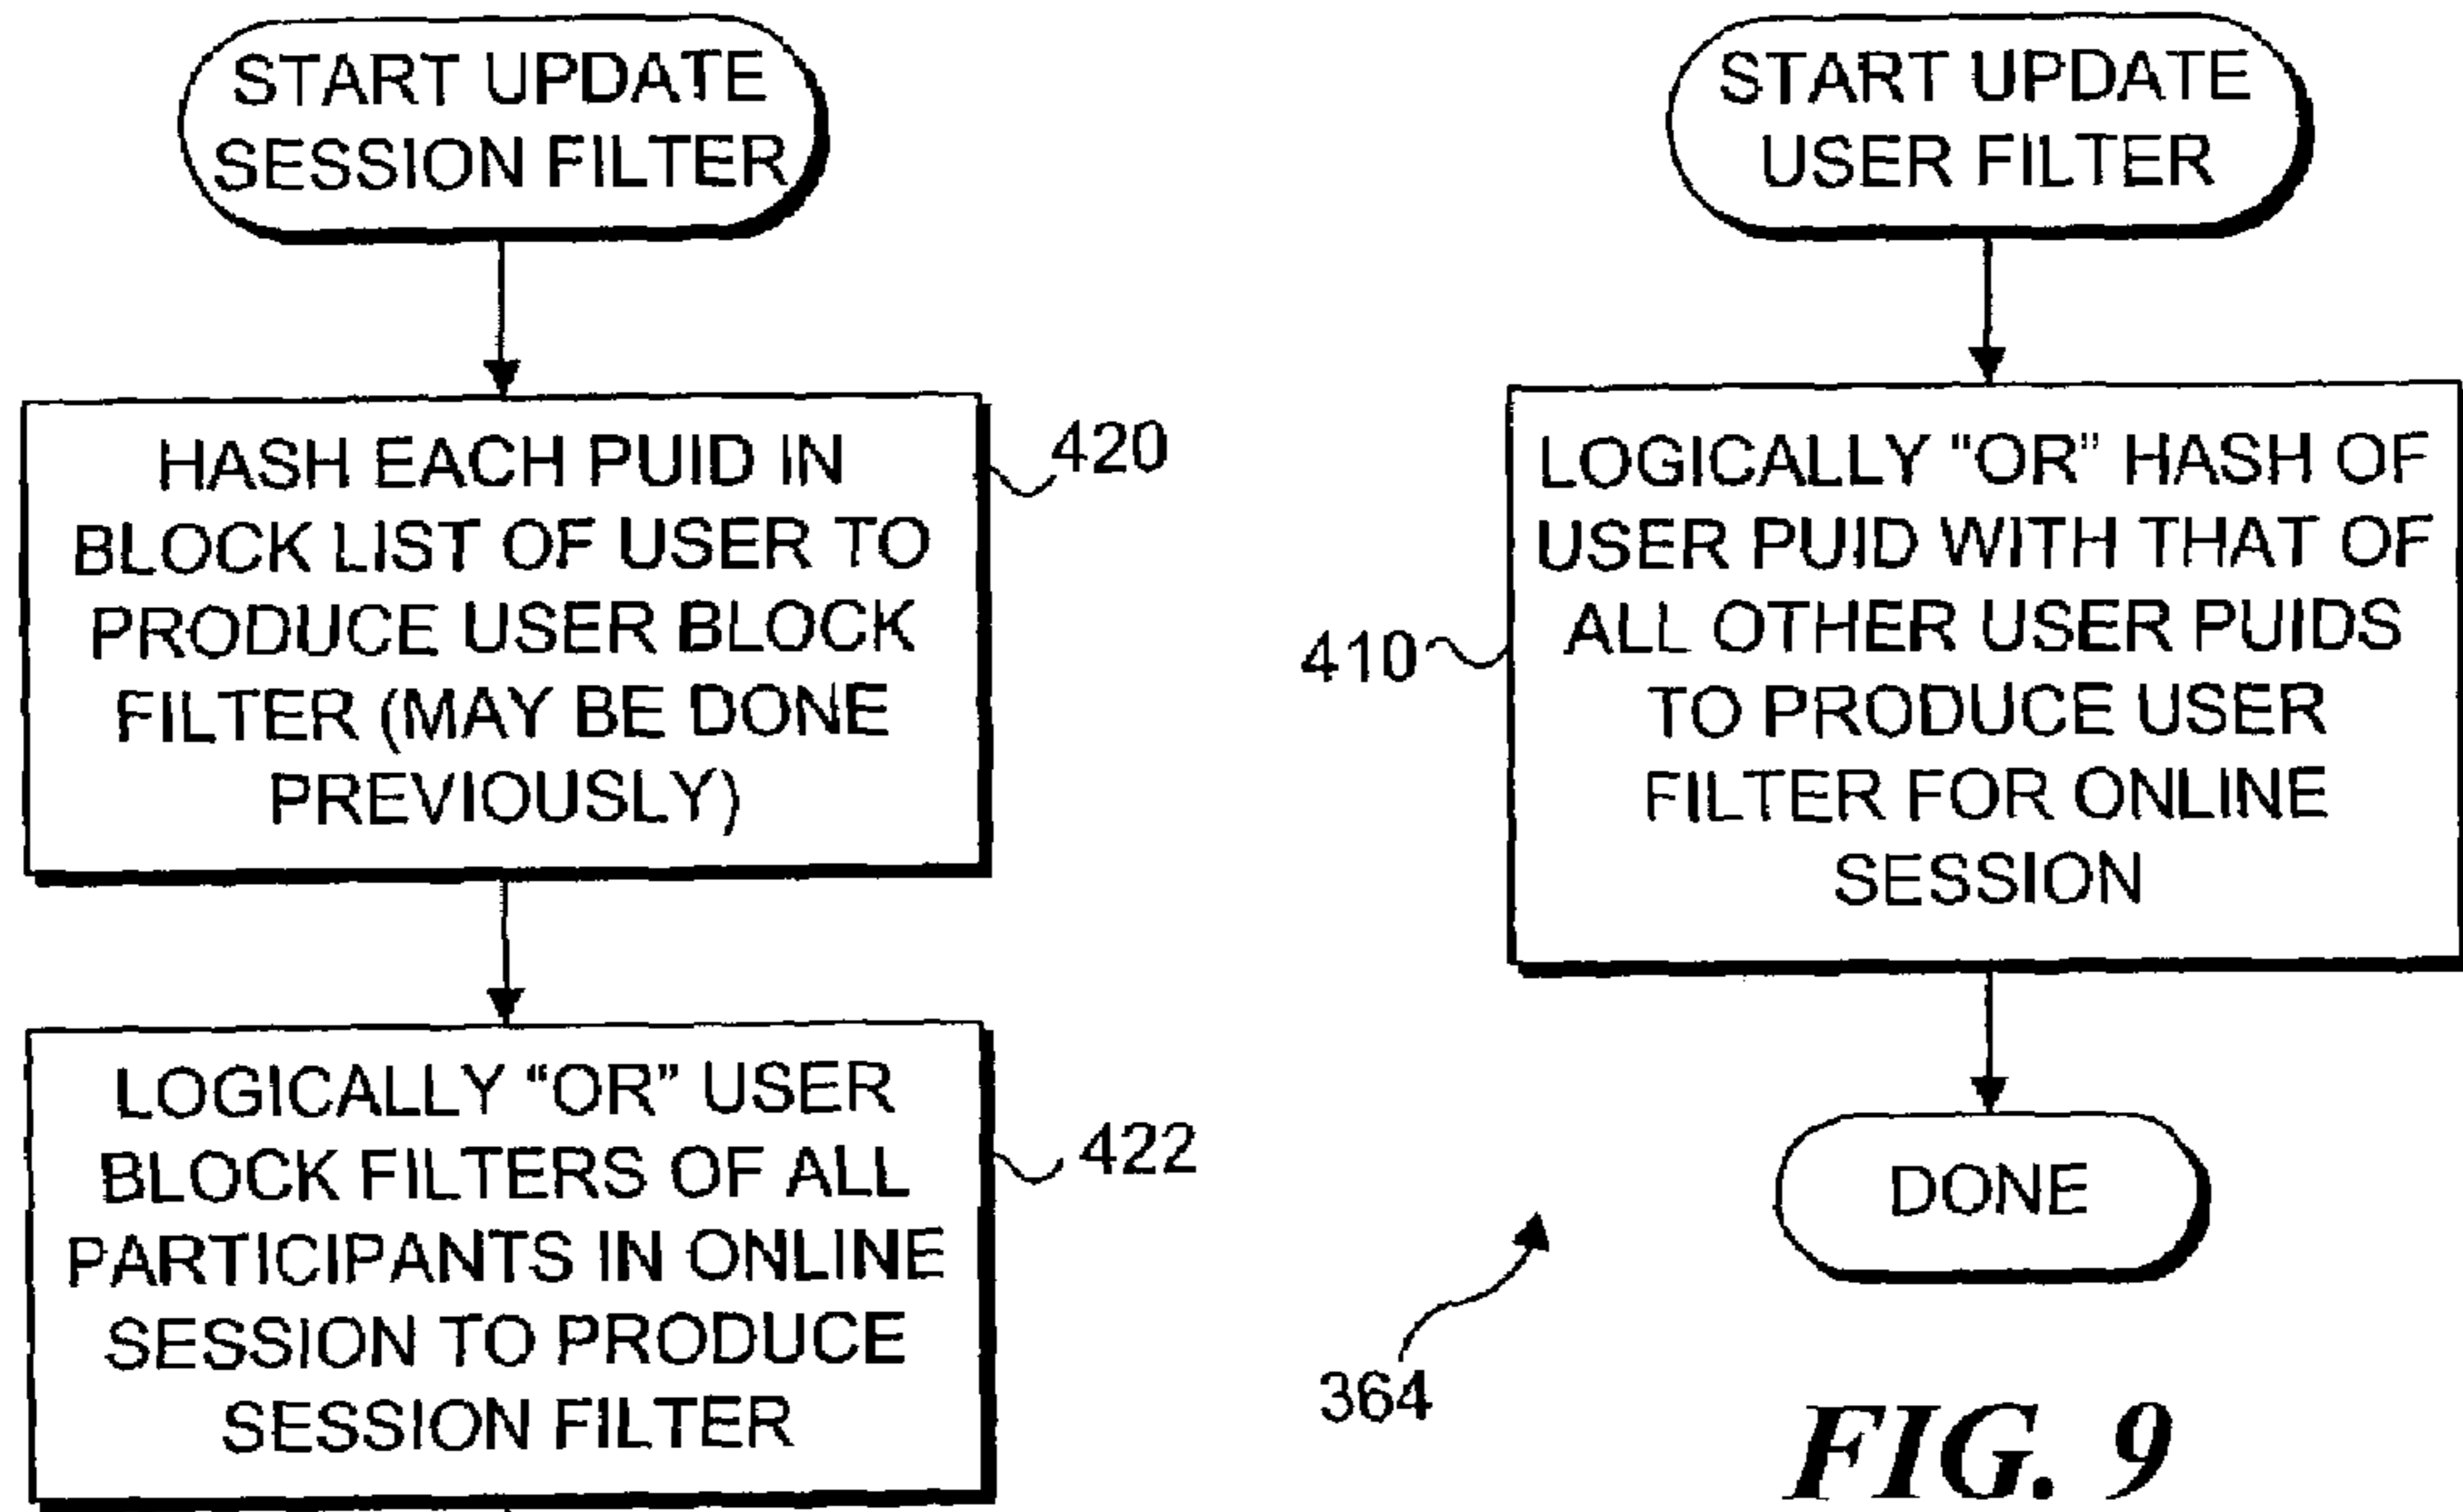 START UPDATE
SESSION FILTER
HASH EACH PUID IN
BLOCK LIST OF USER TO
PRODUCE USER BLOCK
FILTER (MAY BE DONE
PREVIOUSLY)
420
LOGICALLY “OR” USER
BLOCK FILTERS OF ALL
PARTICIPANTS IN ONLINE
SESSION TO PRODUCE
SESSION FILTER
422
START UPDATE
USER FILTER
LOGICALLY “OR” HASH OF
USER PUID WITH THAT OF
ALL OTHER USER PUIDS
TO PRODUCE USER
FILTER FOR ONLINE
SESSION
410
DONE
364
FIG. 9